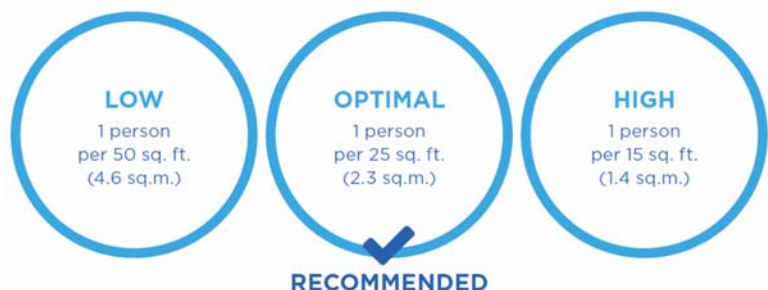 LOW
1 person
per 50 sq. ft.
(4.6 sq.m.)
OPTIMAL
1 person
per 25 sq. ft.
(2.3 sq.m.)
HIGH
1 person
per 15 sq. ft.
(1.4 sq.m.)
RECOMMENDED